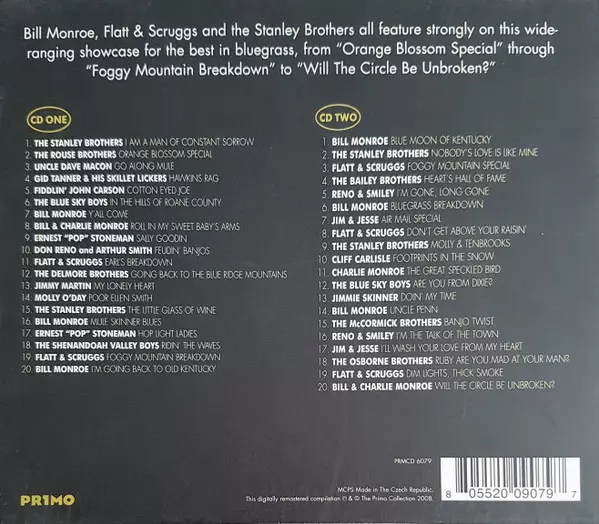 Bill Monroe, Flatt & Scruggs and the Stanley Brothers all feature strongly on this wide-
ranging showcase for the best in bluegrass, from “Orange Blossom Special” through
“Foggy Mountain Breakdown” to “Will The Circle Be Unbroken?”
CD ONE
1. THE STANLEY BROTHERS I AM A MAN OF CONSTANT SORROW
2. THE ROUSE BROTHERS ORANGE BLOSSOM SPECIAL
3. UNCLE DAVE MACON GO ALONG MULE
4. GID TANNER & HIS SKILLET LICKERS HAWKINS RAG
5. FIDDLIN' JOHN CARSON COTTON EYED JOE
6. THE BLUE SKY BOYS IN THE HILLS OF ROANE COUNTY
7. BILL MONROE Y'ALL COME
8. BILL & CHARLIE MONROE ROLL IN MY SWEET BABY'S ARMS
9. ERNEST “POP” STONEMAN SALLY GOODIN
10. DON RENO and ARTHUR SMITH FEUDIN' BANJOS
11. FLATT & SCRUGGS EARL'S BREAKDOWN
12. THE DELMORE BROTHERS GOING BACK TO THE BLUE RIDGE MOUNTAINS
13. JIMMY MARTIN MY LONELY HEART
14. MOLLY O'DAY POOR ELLEN SMITH
15. THE STANLEY BROTHERS THE LITTLE GLASS OF WINE
16. BILL MONROE MULE SKINNER BLUES
17. ERNEST “POP” STONEMAN HOP LIGHT LADIES
18. THE SHENANDOAH VALLEY BOYS RIDIN' THE WAVES
19. FLATT & SCRUGGS FOGGY MOUNTAIN BREAKDOWN
20. BILL MONROE I'M GOING BACK TO OLD KENTUCKY
CD TWO
1. BILL MONROE BLUE MOON OF KENTUCKY
2. THE STANLEY BROTHERS NOBODY'S LOVE IS LIKE MINE
3. FLATT & SCRUGGS FOGGY MOUNTAIN SPECIAL
4. THE BAILEY BROTHERS HEART'S HALL OF FAME
5. RENO & SMILEY I'M GONE, LONG GONE
6. BILL MONROE BLUEGRASS BREAKDOWN
7. JIM & JESSE AIR MAIL SPECIAL
8. FLATT & SCRUGGS DON'T GET ABOVE YOUR RAISIN'
9. THE STANLEY BROTHERS MOLLY & TENBROOKS
10. CLIFF CARLISLE FOOTPRINTS IN THE SNOW
11. CHARLIE MONROE THE GREAT SPECKLED BIRD
12. THE BLUE SKY BOYS ARE YOU FROM DIXIE?
13. JIMMIE SKINNER DOIN' MY TIME
14. BILL MONROE UNCLE PENN
15. THE McCORMICK BROTHERS BANJO TWIST
16. RENO & SMILEY I'M THE TALK OF THE TOWN
17. JIM & JESSE I'LL WASH YOUR LOVE FROM MY HEART
18. THE OSBORNE BROTHERS RUBY ARE YOU MAD AT YOUR MAN?
19. FLATT & SCRUGGS DIM LIGHTS, THICK SMOKE
20. BILL & CHARLIE MONROE WILL THE CIRCLE BE UNBROKEN?
PRMCD 6079
PR1MO
MCPS Made in The Czech Republic.
This digitally remastered compilation ℗ & © The Primo Collection 2008.
8 05520 09079 7